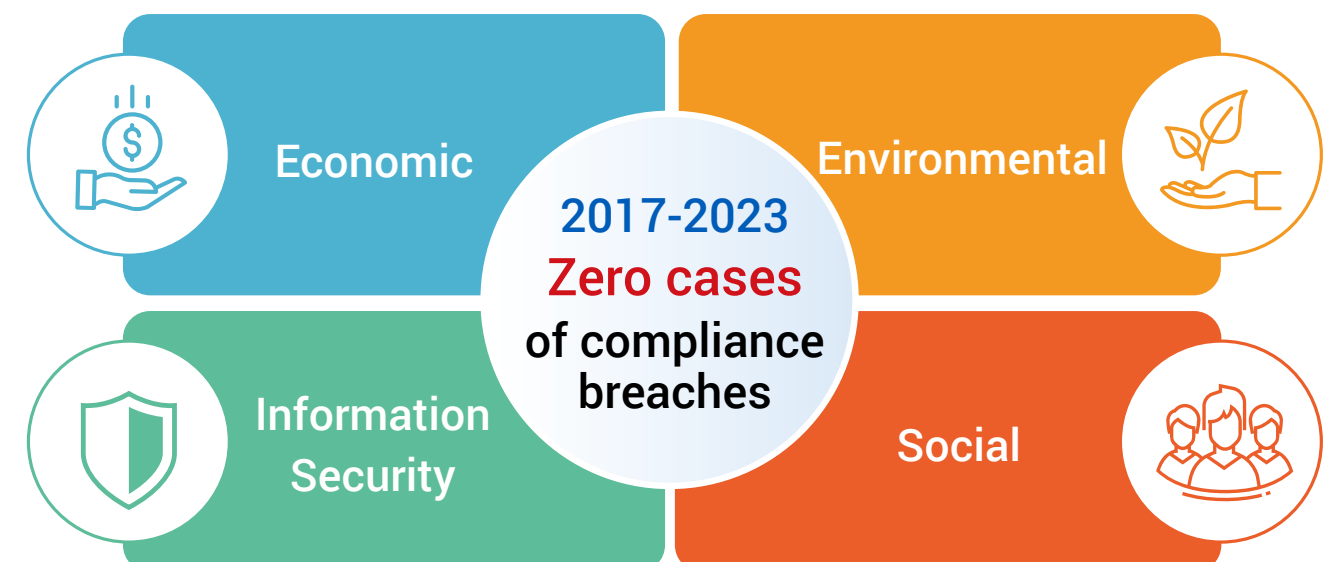 Economic
Environmental
2017-2023
Zero cases
of compliance
breaches
Information
Security
Social
$